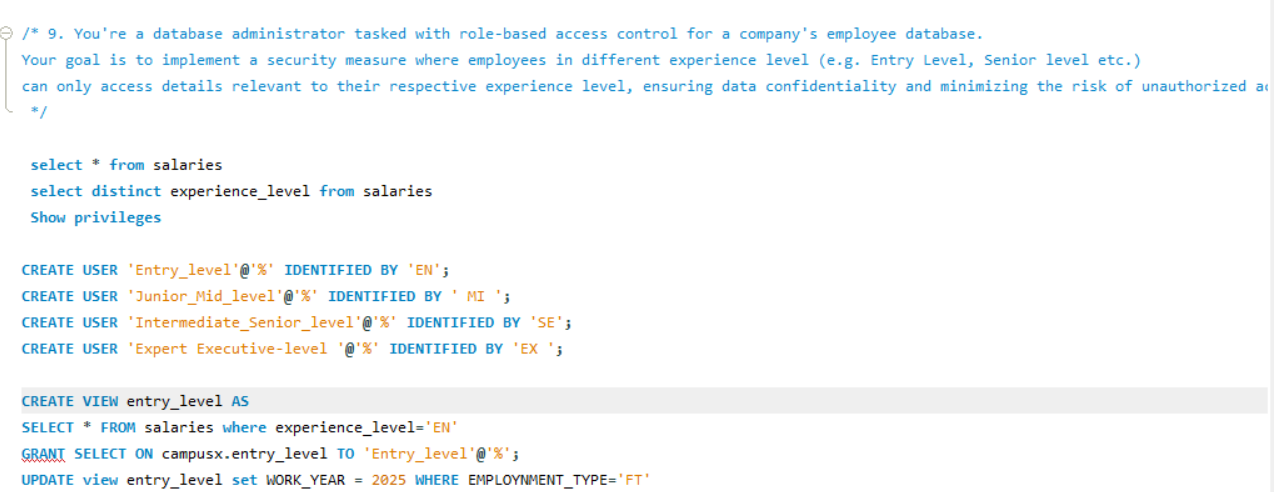 /* 9. You're a database administrator tasked with role-based access control for a company's employee database.
Your goal is to implement a security measure where employees in different experience level (e.g. Entry Level, Senior level etc.)
can only access details relevant to their respective experience level, ensuring data confidentiality and minimizing the risk of unauthorized
*/
select * from salaries
select distinct experience_level from salaries
Show privileges
CREATE USER 'Entry_level'@'%' IDENTIFIED BY 'EN';
CREATE USER 'Junior_Mid_level'@'%' IDENTIFIED BY ' MI ';
CREATE USER 'Intermediate_Senior_level'@'%' IDENTIFIED BY 'SE';
CREATE USER 'Expert Executive-level '@'%' IDENTIFIED BY 'EX ';
CREATE VIEW entry_level AS
SELECT * FROM salaries where experience_level='EN'
GRANT SELECT ON campusx.entry_level TO 'Entry_level'@'%';
UPDATE view entry_level set WORK_YEAR = 2025 WHERE EMPLOYNMENT_TYPE='FT'